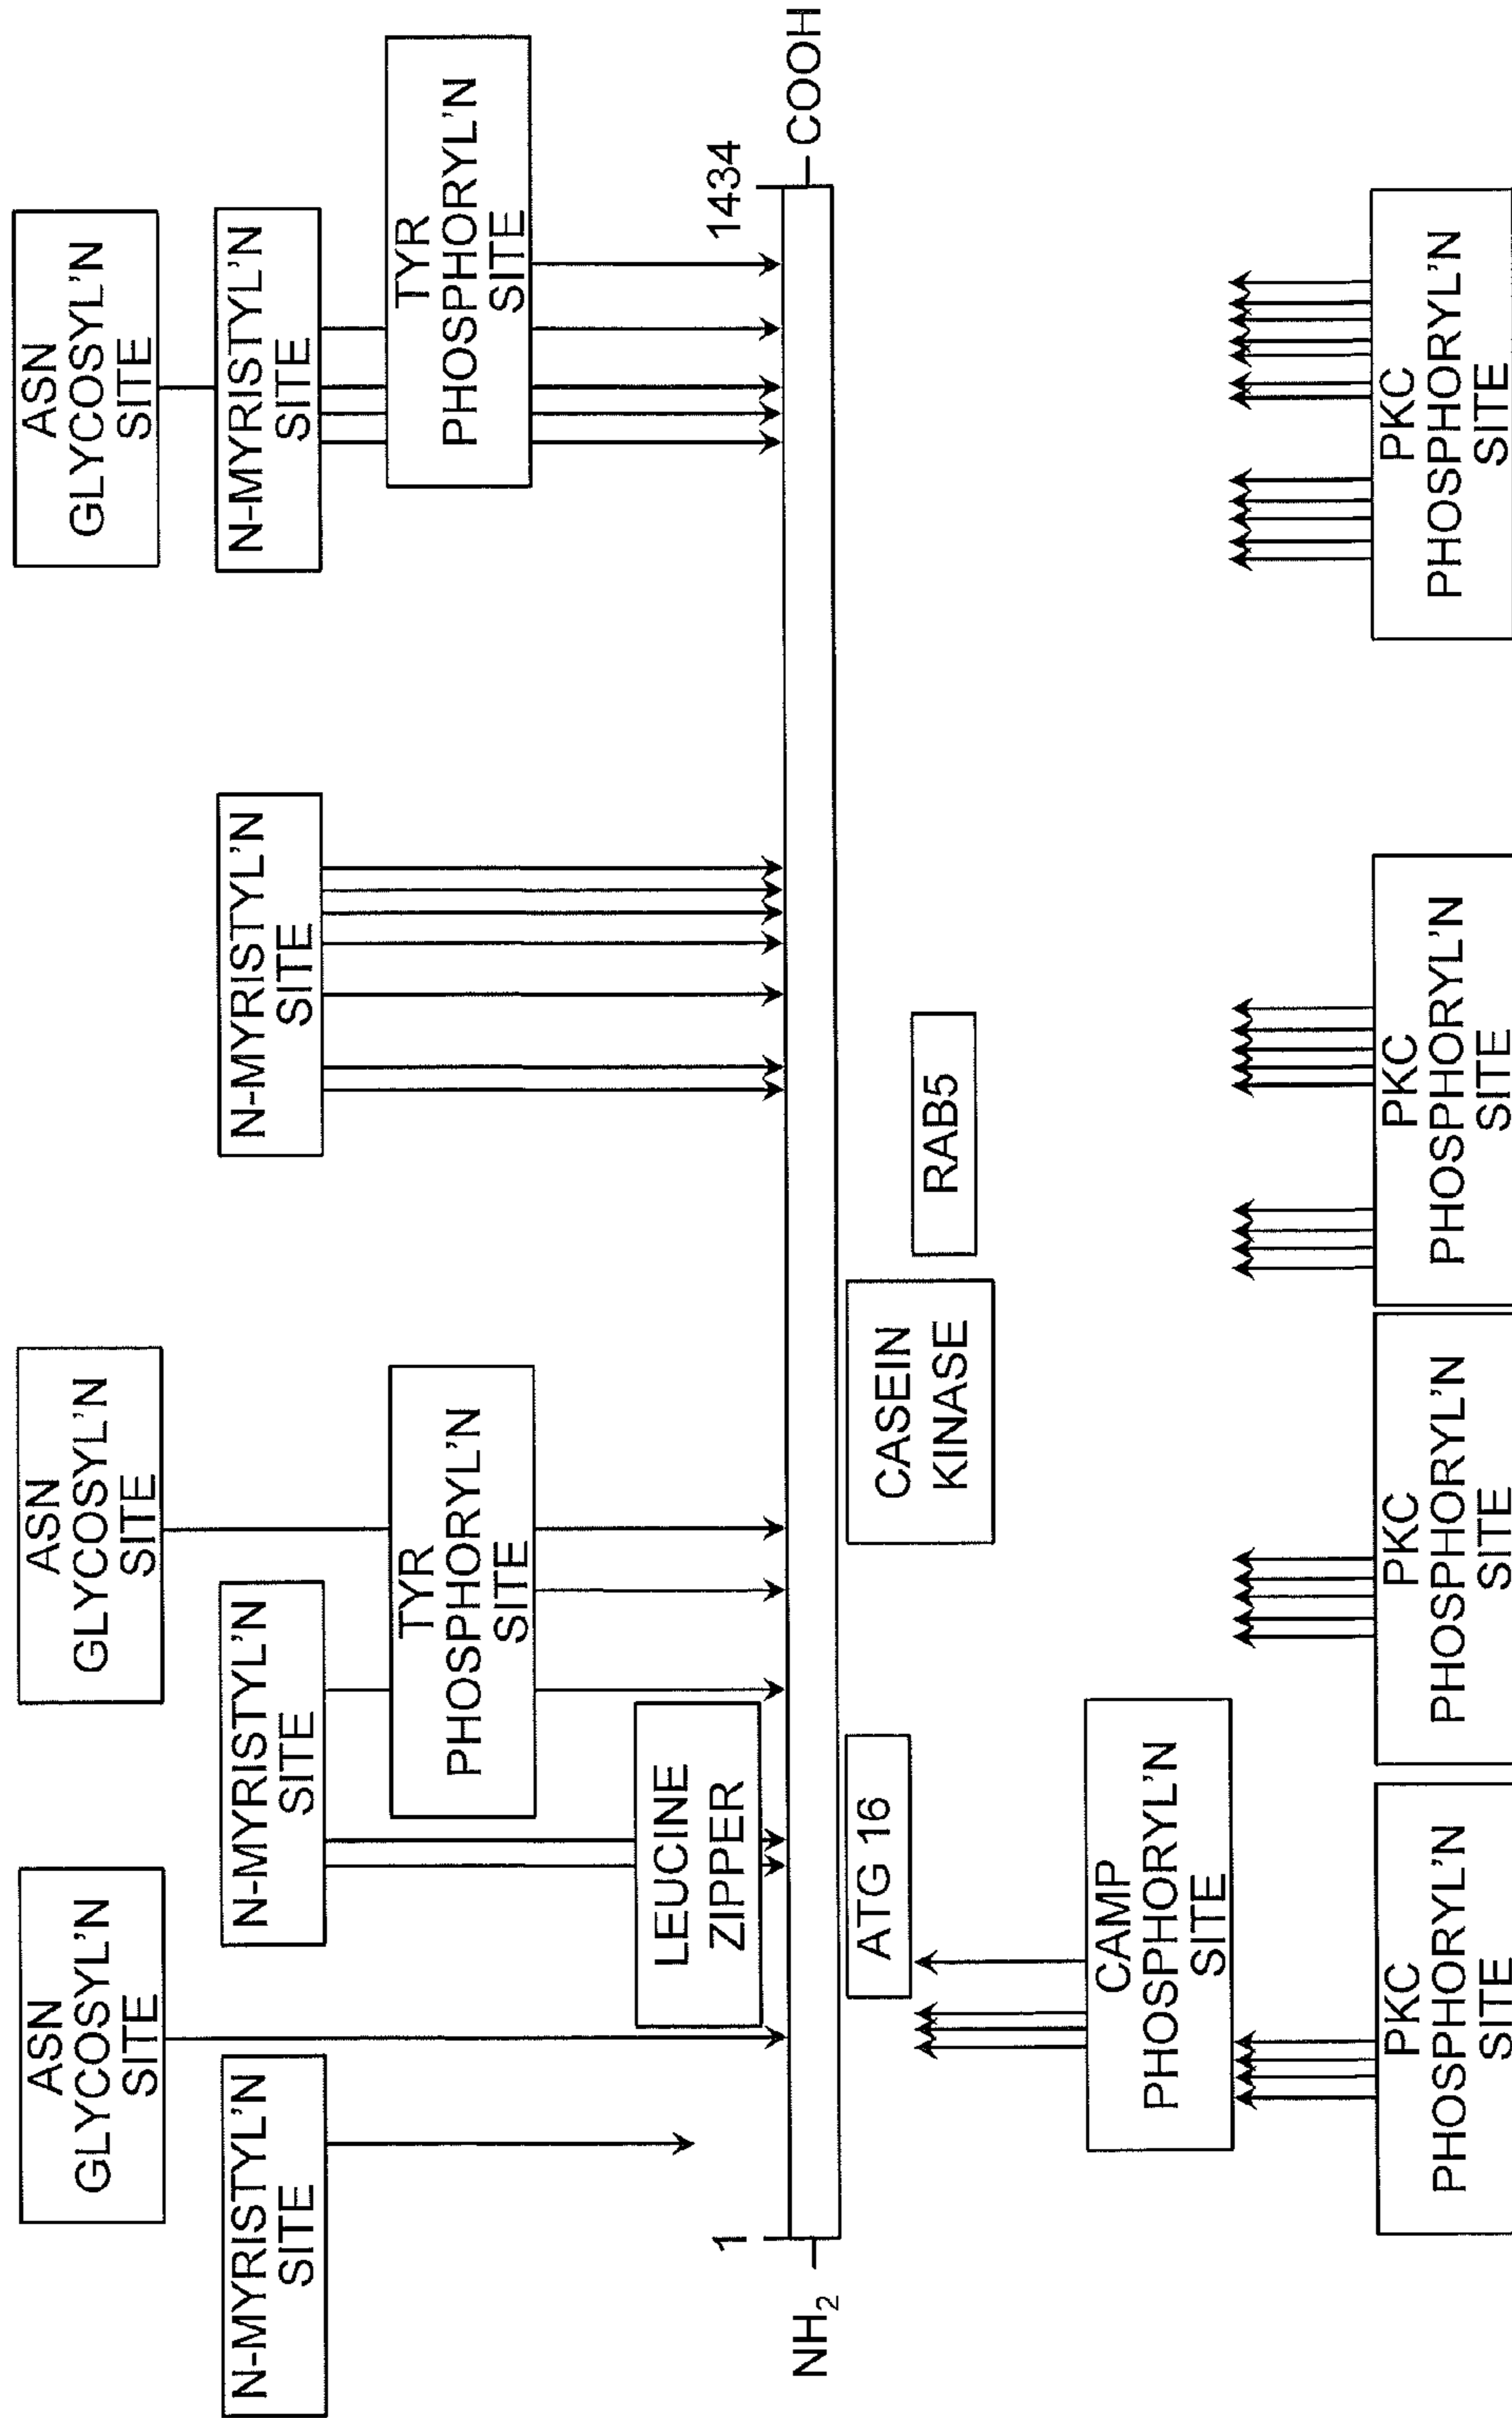 ASN
GLYCOSYL'N
SITE
ASN
GLYCOSYL'N
SITE
ASN
GLYCOSYL'N
SITE
N-MYRISTYL'N
SITE
N-MYRISTYL'N
SITE
N-MYRISTYL'N
SITE
N-MYRISTYL'N
SITE
TYR
PHOSPHORYL'N
SITE
TYR
PHOSPHORYL'N
SITE
LEUCINE
ZIPPER
1
1434
NH2
COOH
ATG 16
CASEIN
KINASE
RAB5
CAMP
PHOSPHORYL'N
SITE
PKC
PHOSPHORYL'N
SITE
PKC
PHOSPHORYL'N
SITE
PKC
PHOSPHORYL'N
SITE
PKC
PHOSPHORYL'N
SITE